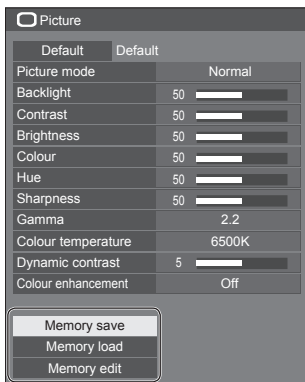 Picture
Default Default
Picture mode Normal
Backlight 50
Contrast 50
Brightness 50
Colour 50
Hue 50
Sharpness 50
Gamma 2.2
Colour temperature 6500K
Dynamic contrast 5
Colour enhancement Off
Memory save
Memory load
Memory edit